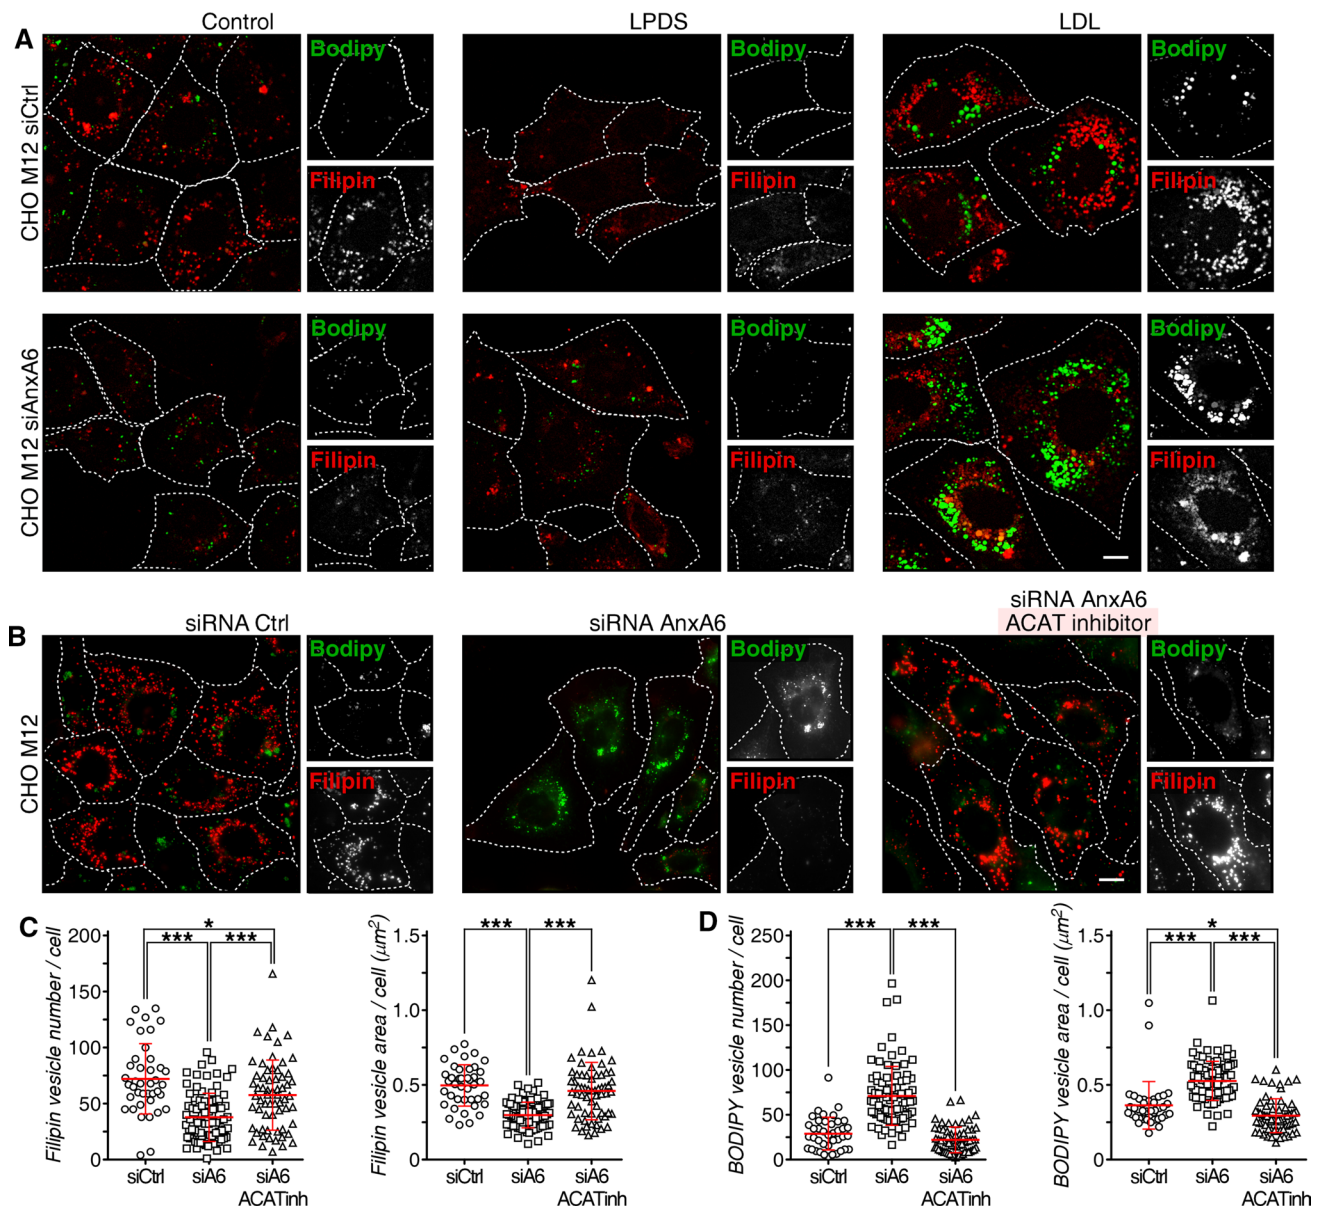 A
Control
LPDS
LDL
CHO M12 siCtrl
Bodipy
Filipin
Bodipy
Filipin
Bodipy
Filipin
CHO M12 siAnxA6
Bodipy
Filipin
Bodipy
Filipin
Bodipy
Filipin
B
siRNA Ctrl
siRNA AnxA6
siRNA AnxA6
ACAT inhibitor
CHO M12
Bodipy
Filipin
Bodipy
Filipin
Bodipy
Filipin
C
Filipin vesicle number / cell
200
150
100
50
0
*
***
***
siCtrl
siA6
siA6
ACATinh
Filipin vesicle area / cell (μm²)
1.5
1.0
0.5
0
***
***
siCtrl
siA6
siA6
ACATinh
D
BODIPY vesicle number / cell
250
200
150
100
50
0
***
***
siCtrl
siA6
siA6
ACATinh
BODIPY vesicle area / cell (μm²)
1.5
1.0
0.5
0
*
***
***
siCtrl
siA6
siA6
ACATinh